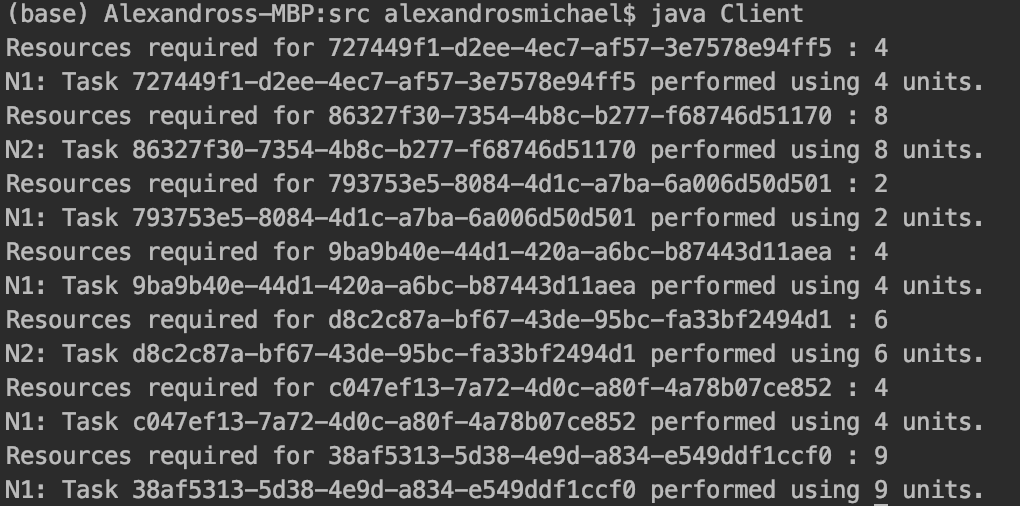 (base) Alexandross-MBP:src alexandrosmichael$ java Client
Resources required for 727449f1-d2ee-4ec7-af57-3e7578e94ff5 : 4
N1: Task 727449f1-d2ee-4ec7-af57-3e7578e94ff5 performed using 4 units.
Resources required for 86327f30-7354-4b8c-b277-f68746d51170 : 8
N2: Task 86327f30-7354-4b8c-b277-f68746d51170 performed using 8 units.
Resources required for 793753e5-8084-4d1c-a7ba-6a006d50d501 : 2
N1: Task 793753e5-8084-4d1c-a7ba-6a006d50d501 performed using 2 units.
Resources required for 9ba9b40e-44d1-420a-a6bc-b87443d11aea : 4
N1: Task 9ba9b40e-44d1-420a-a6bc-b87443d11aea performed using 4 units.
Resources required for d8c2c87a-bf67-43de-95bc-fa33bf2494d1 : 6
N2: Task d8c2c87a-bf67-43de-95bc-fa33bf2494d1 performed using 6 units.
Resources required for c047ef13-7a72-4d0c-a80f-4a78b07ce852 : 4
N1: Task c047ef13-7a72-4d0c-a80f-4a78b07ce852 performed using 4 units.
Resources required for 38af5313-5d38-4e9d-a834-e549ddf1ccf0 : 9
N1: Task 38af5313-5d38-4e9d-a834-e549ddf1ccf0 performed using 9 units.